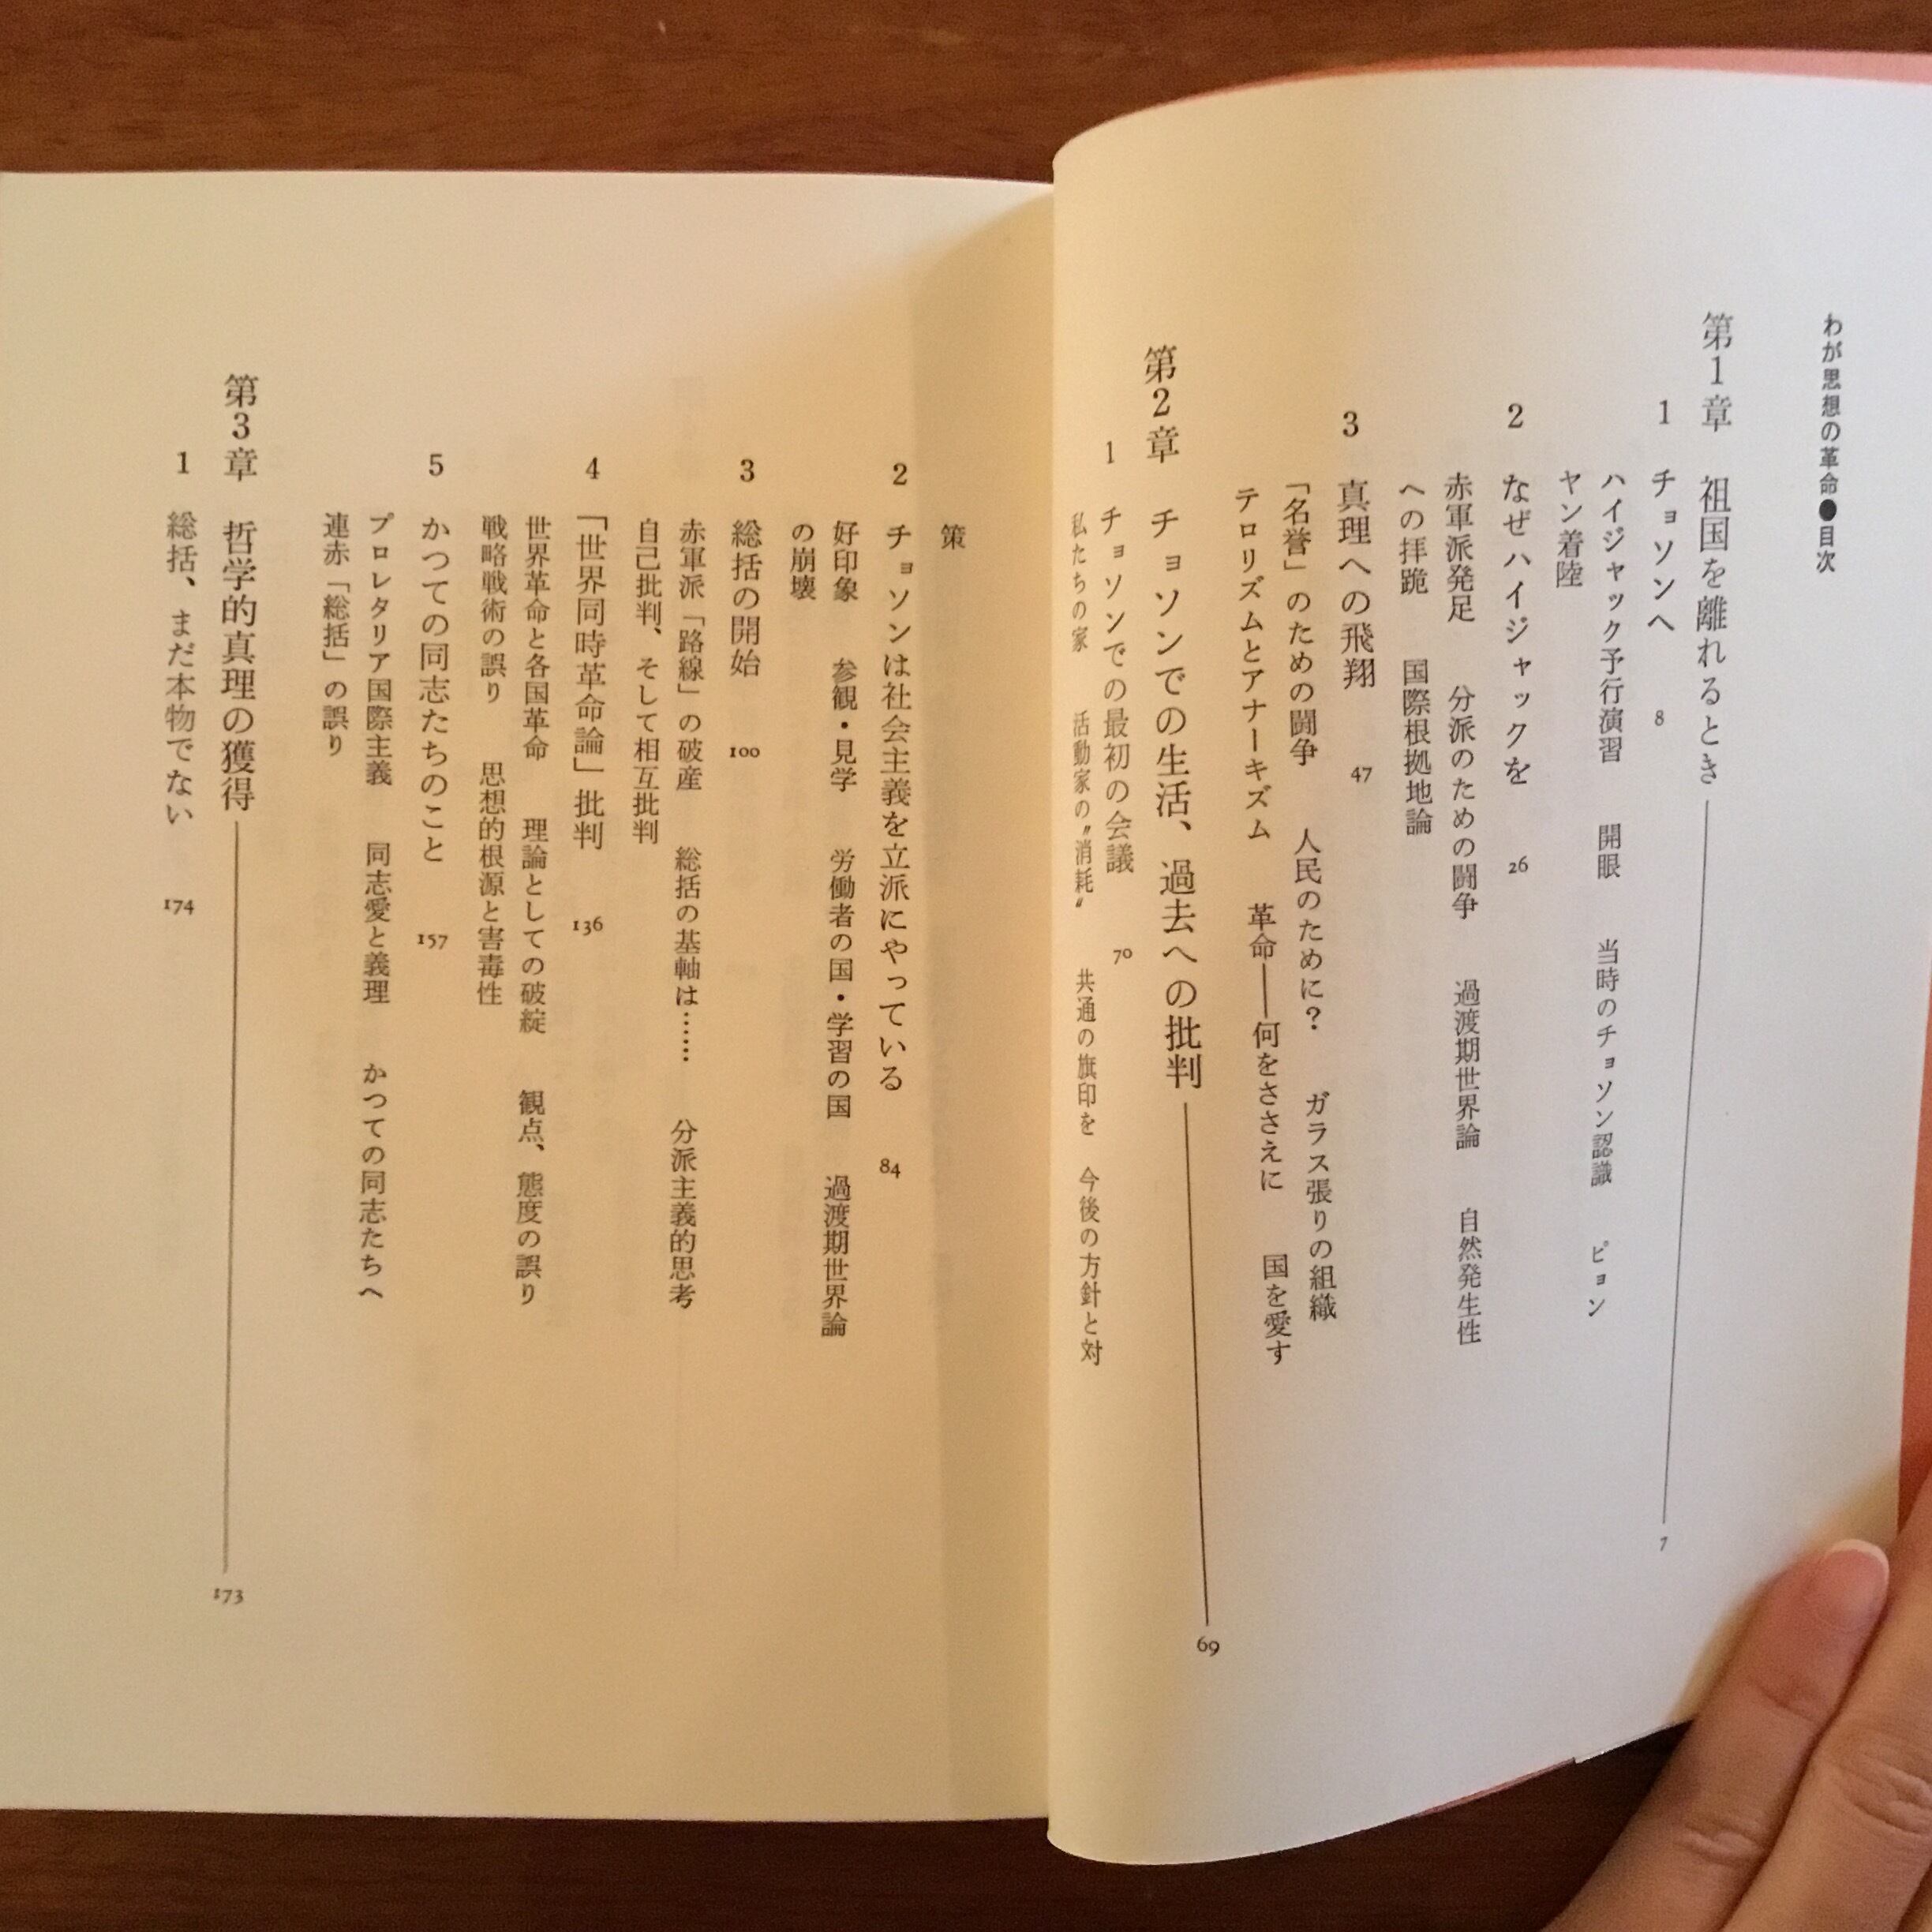 わが思想の革命●目次
第1章 祖国を離れるとき 7
1 チョソンへ 8
ハイジャック予行演習 開眼 当時のチョソン認識 ピョン
ヤン着陸
2 なぜハイジャックを 26
赤軍派発足 分派のための闘争 過渡期世界論 自然発生性
への拝跪 国際根拠地論
3 真理への飛翔 47
「名誉」のための闘争 人民のために? ガラス張りの組織
テロリズムとアナーキズム 革命――何をささえに 国を愛す
第2章 チョソンでの生活、過去への批判 69
1 チョソンでの最初の会議 70
私たちの家 活動家の〝消耗〟 共通の旗印を 今後の方針と対
策
2 チョソンは社会主義を立派にやっている 84
好印象 参観・見学 労働者の国・学習の国 過渡期世界論
の崩壊
3 総括の開始 100
赤軍派「路線」の破産 総括の基軸は…… 分派主義的思考
自己批判、そして相互批判
4 「世界同時革命論」批判 136
世界革命と各国革命 理論としての破綻 観点、態度の誤り
戦略戦術の誤り 思想的根源と害毒性
5 かつての同志たちのこと 157
プロレタリア国際主義 同志愛と義理 かつての同志たちへ
連赤「総括」の誤り
第3章 哲学的真理の獲得 173
1 総括、まだ本物でない 174